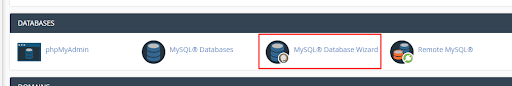 DATABASES
phpMyAdmin
MySQL® Databases
MySQL® Database Wizard
Remote MySQL®
DOMAINS